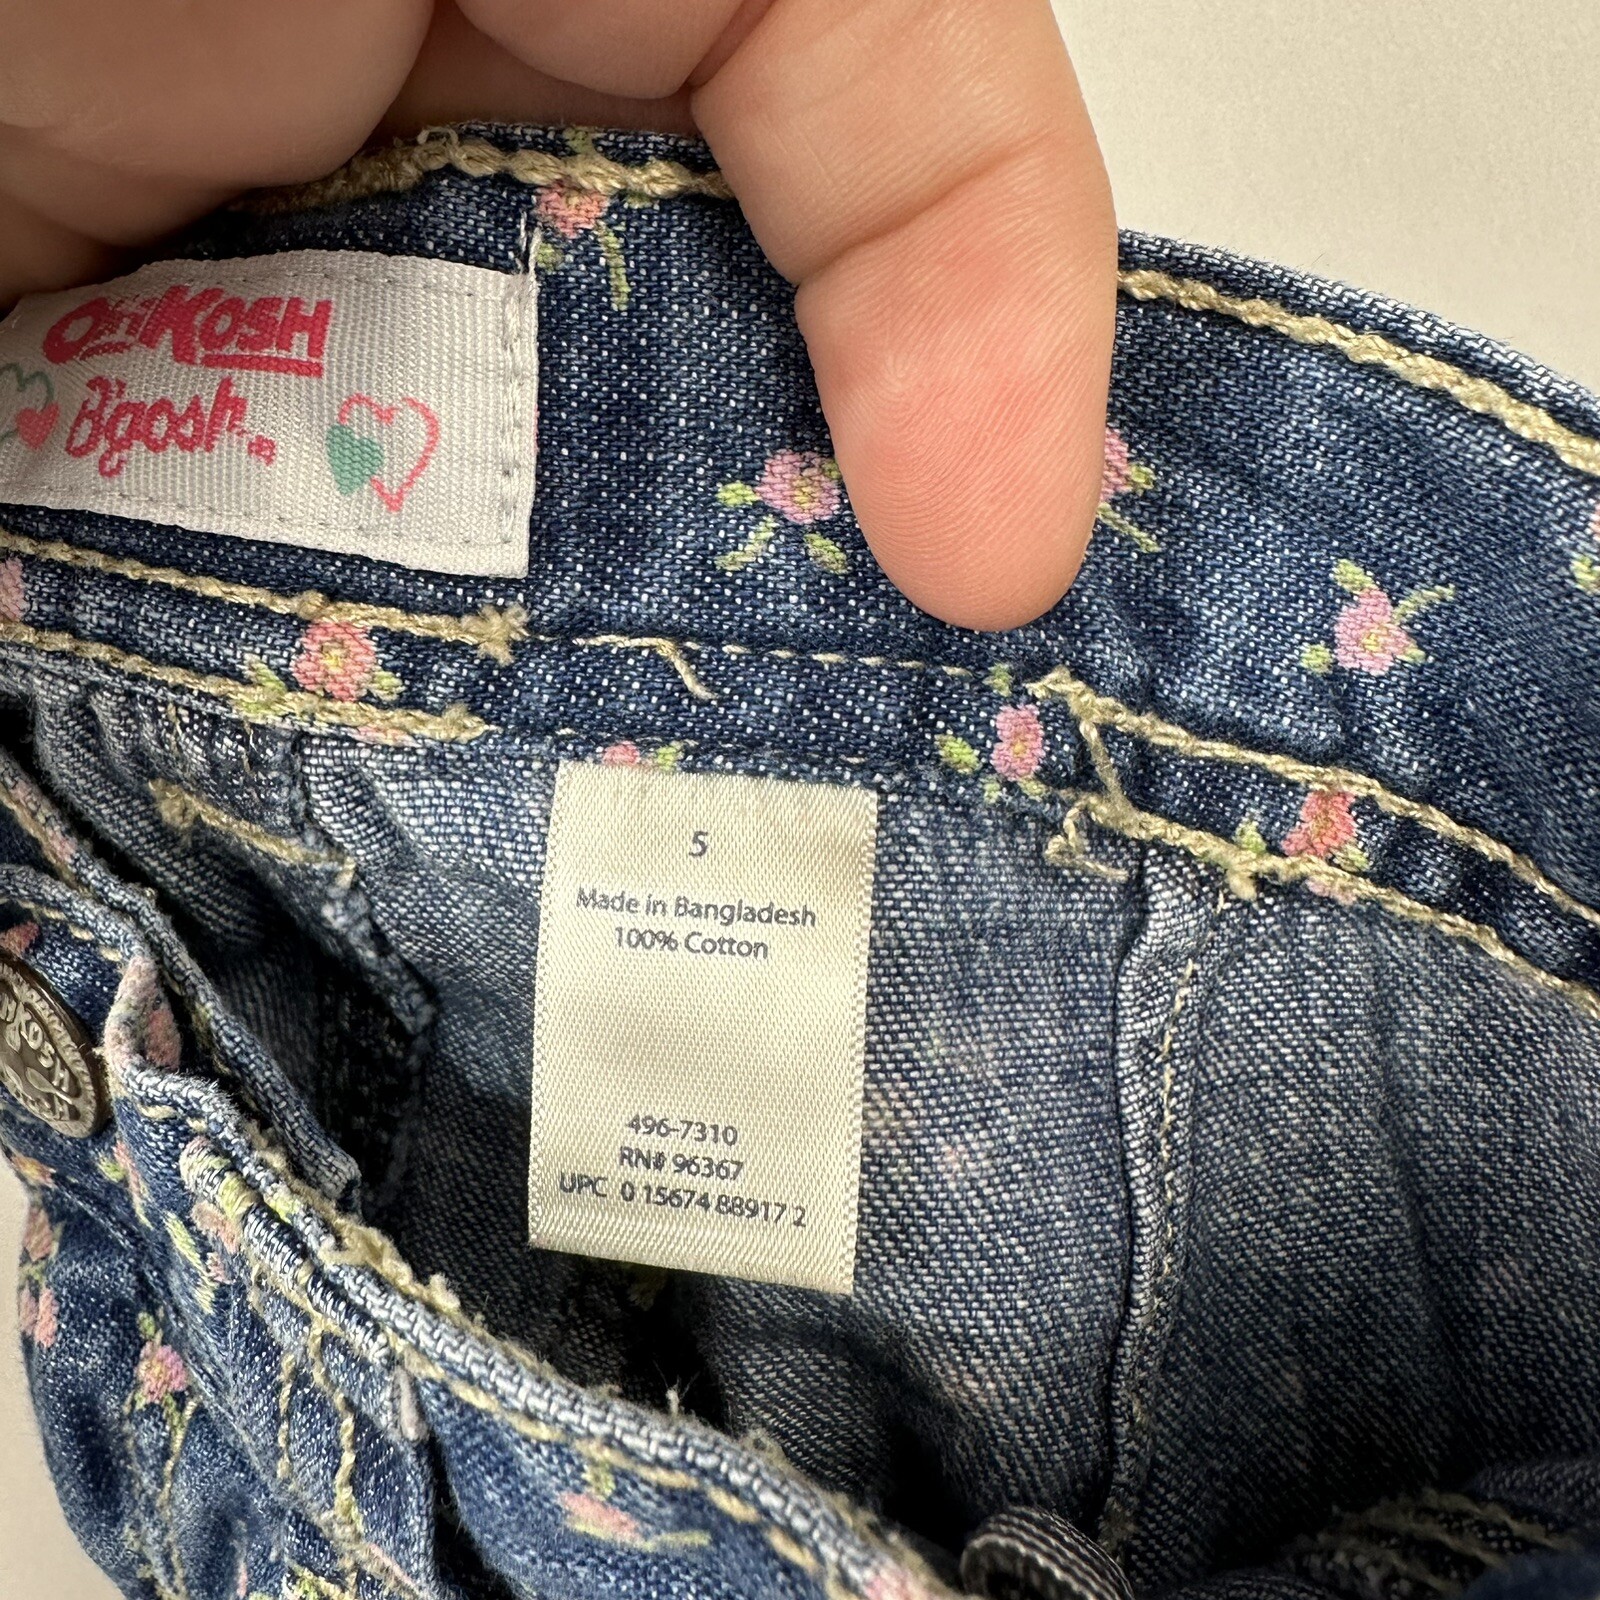 OSHKOSH
B'gosh
5
Made in Bangladesh
100% Cotton
496-7310
RN# 96367
UPC 0 15674 88917 2